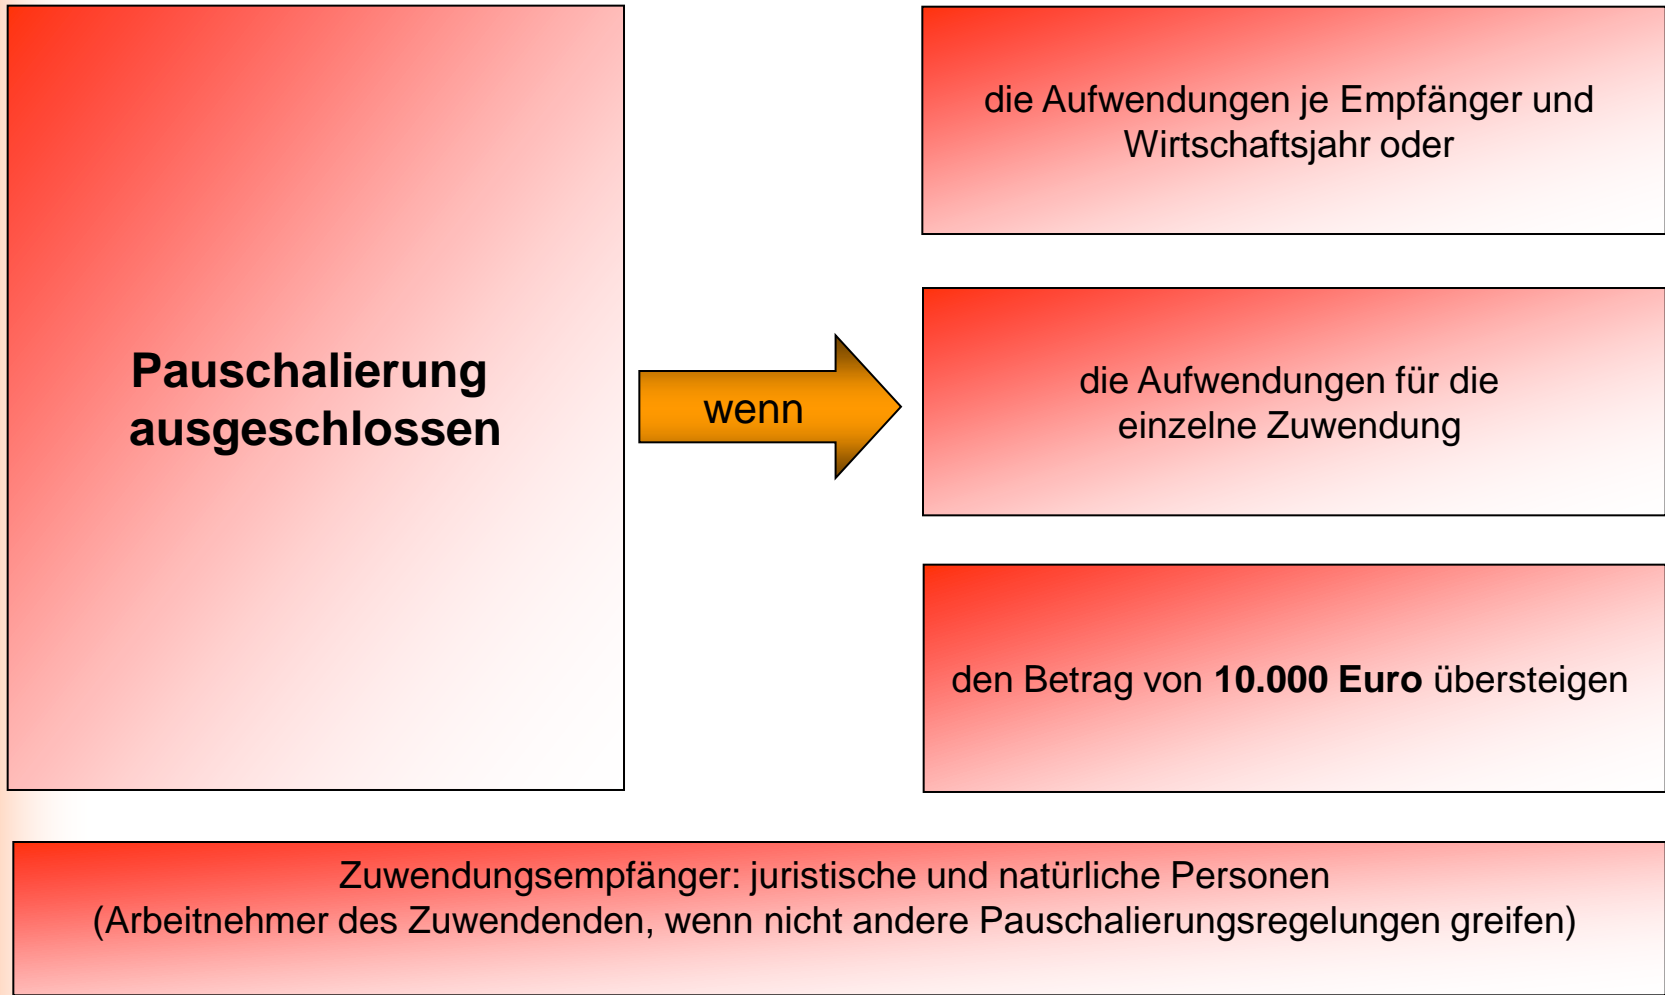 Pauschalierung
ausgeschlossen
wenn
die Aufwendungen je Empfänger und
Wirtschaftsjahr oder
die Aufwendungen für die
einzelne Zuwendung
den Betrag von 10.000 Euro übersteigen
Zuwendungsempfänger: juristische und natürliche Personen
(Arbeitnehmer des Zuwendenden, wenn nicht andere Pauschalierungsregelungen greifen)